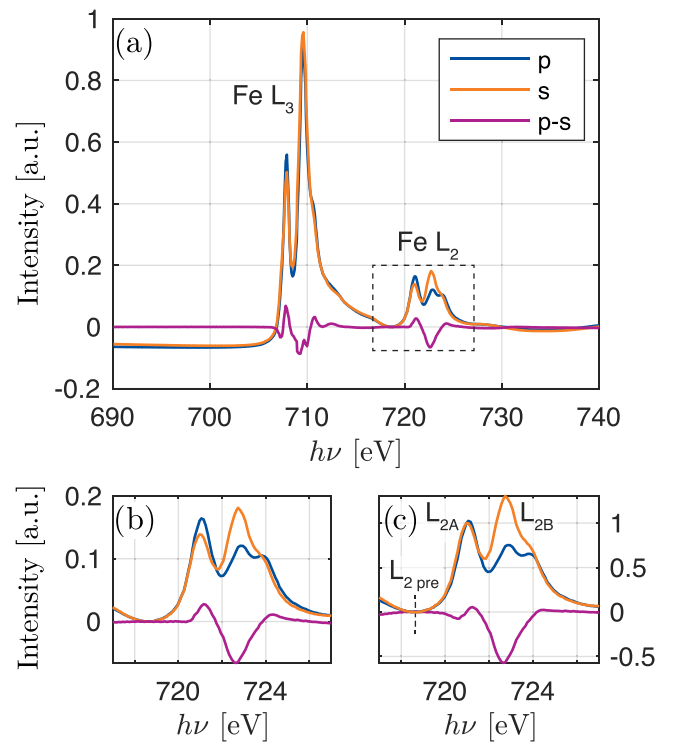 (a)
p
s
p-s
Fe L3
Fe L2
Intensity [a.u.]
1
0.8
0.6
0.4
0.2
0
-0.2
690 700 710 720 730 740
hν [eV]
(b)
Intensity [a.u.]
0.2
0.1
0
720 724
hν [eV]
(c)
L2A
L2B
L2 pre
1
0.5
0
-0.5
720 724
hν [eV]